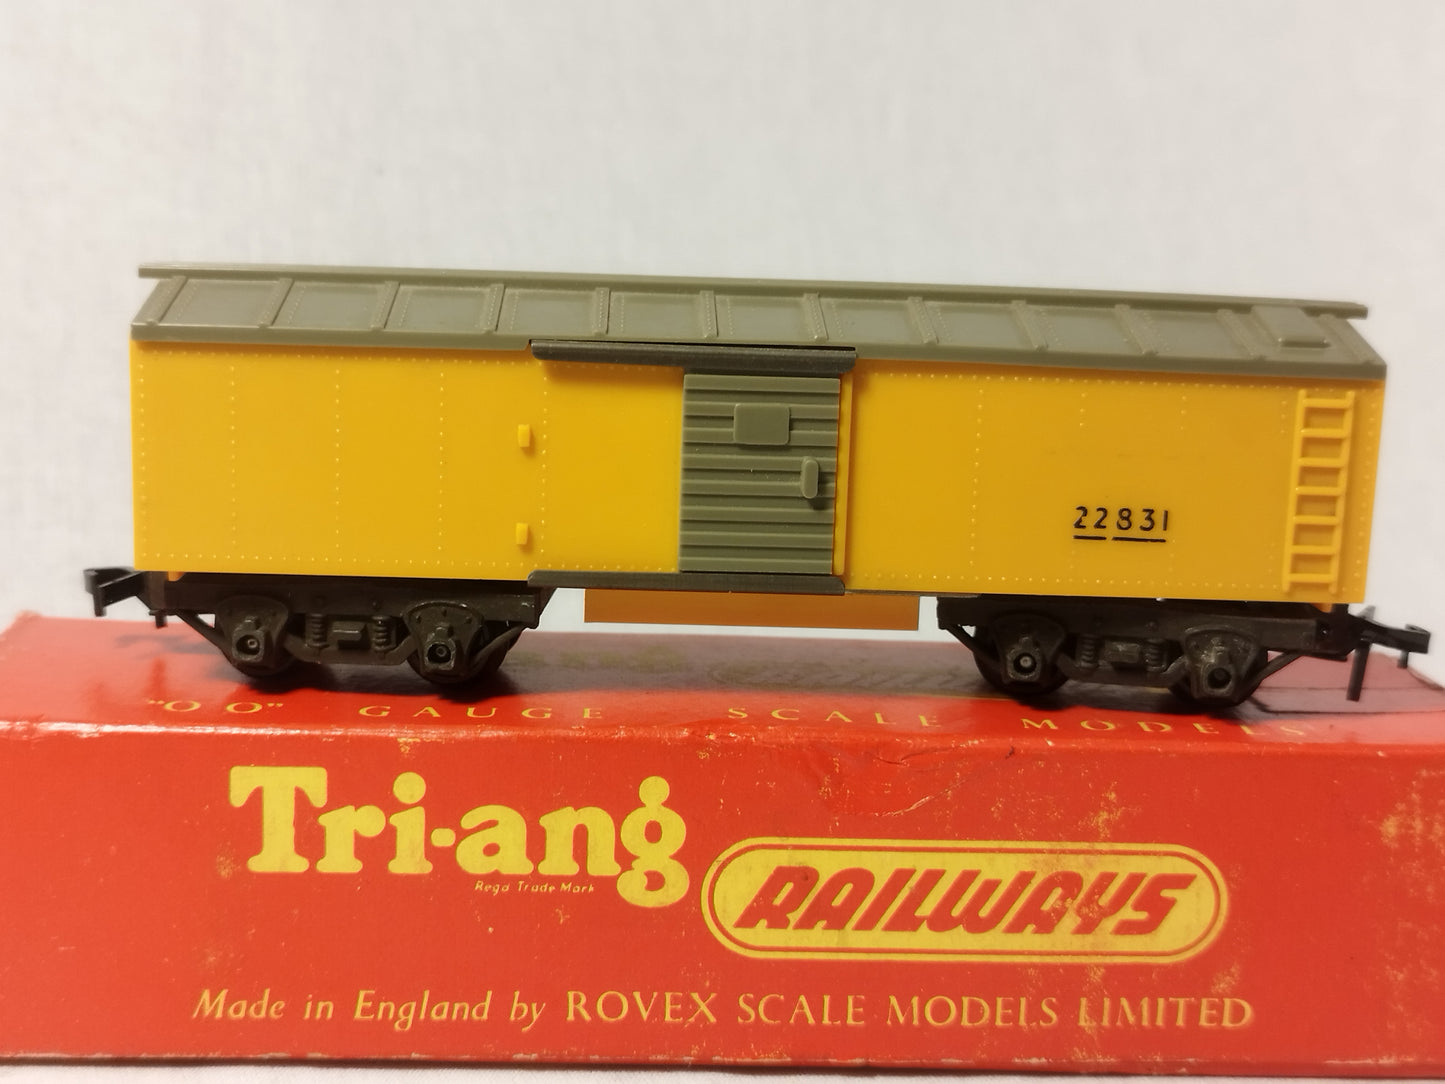 22831
"OO" GAUGE SCALE MODELS
Tri-ang
Regd Trade Mark
RAILWAYS
Made in England by ROVEX SCALE MODELS LIMITED